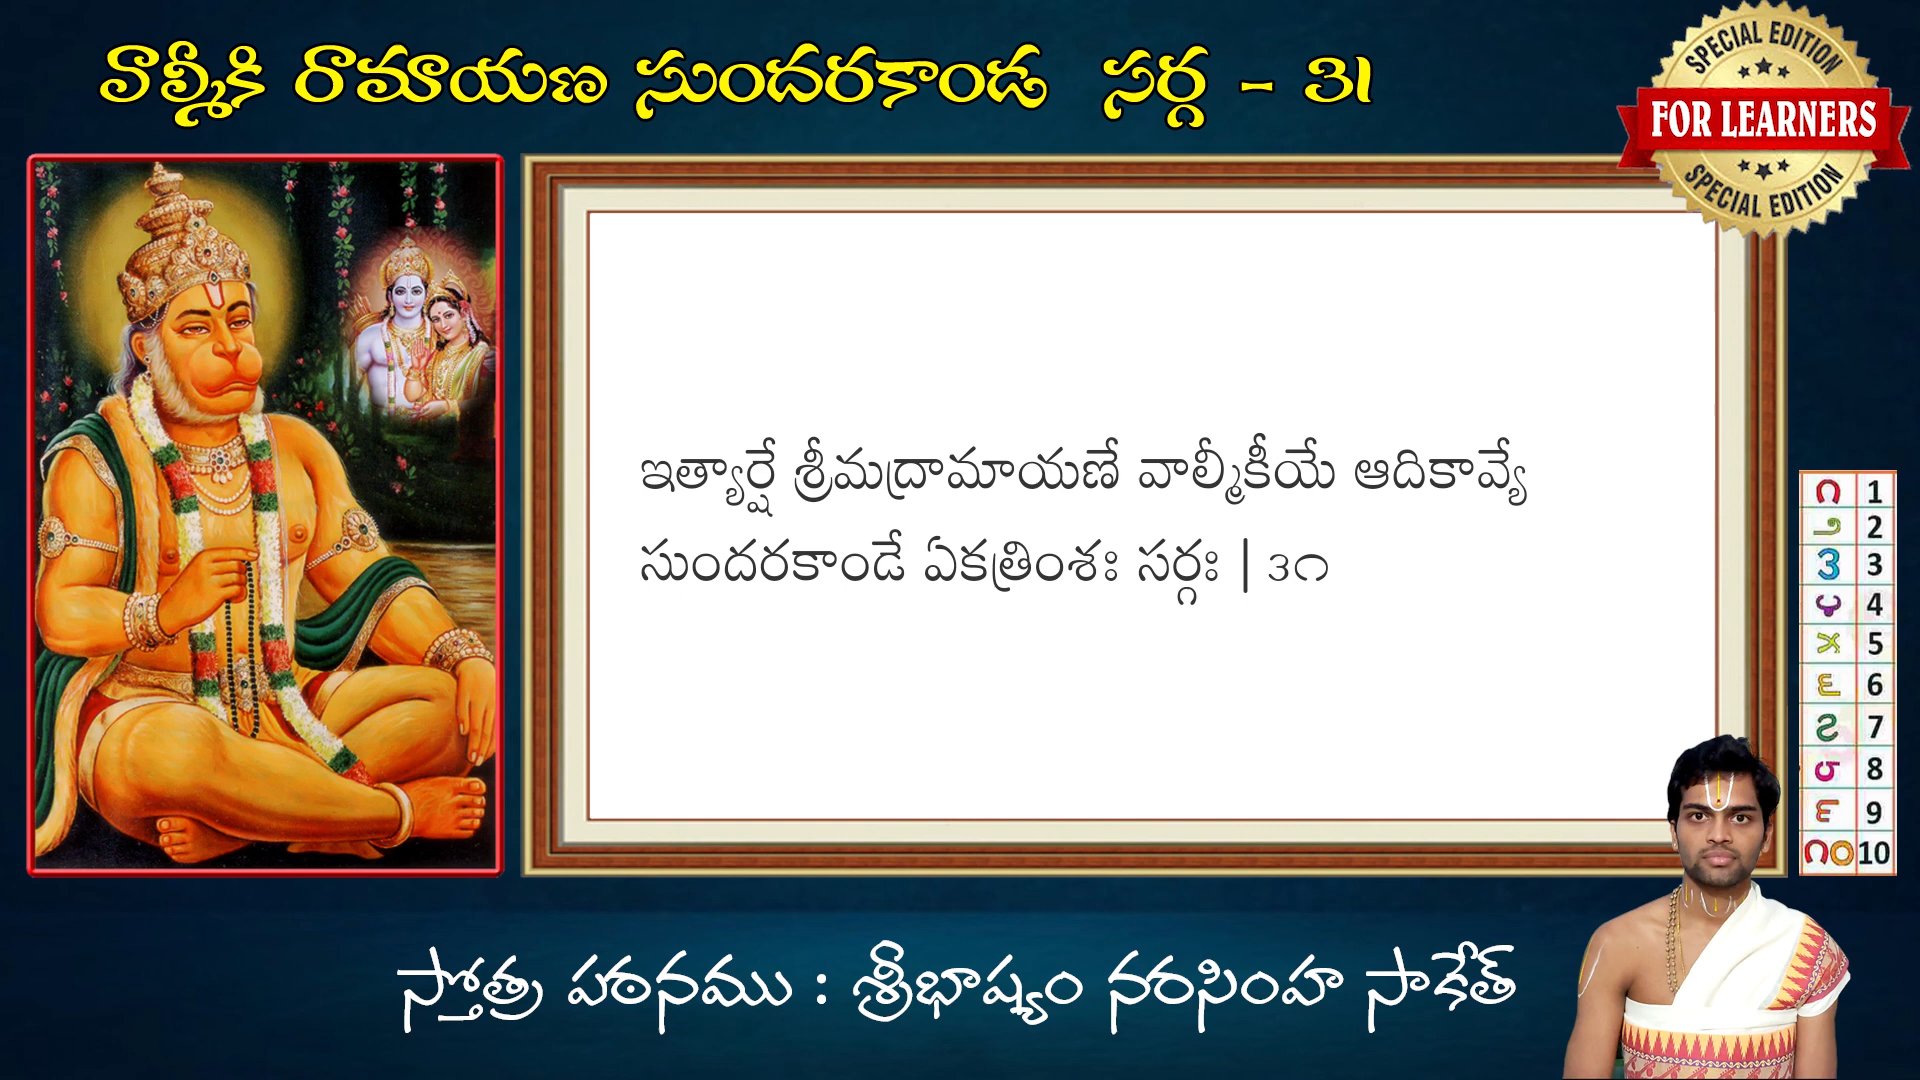 వాల్మీకి రామాయణ సుందరకాండ సర్గ - 31
SPECIAL EDITION
FOR LEARNERS
SPECIAL EDITION
ఇత్యార్షే శ్రీమద్రామాయణే వాల్మీకీయే ఆదికావ్యే
సుందరకాండే ఏకత్రింశః సర్గః | ౩౧
౧ 1
౨ 2
౩ 3
౪ 4
౫ 5
౬ 6
౭ 7
౮ 8
౯ 9
౧౦ 10
స్తోత్ర పఠనము : శ్రీభాష్యం నరసింహ సాకేత్